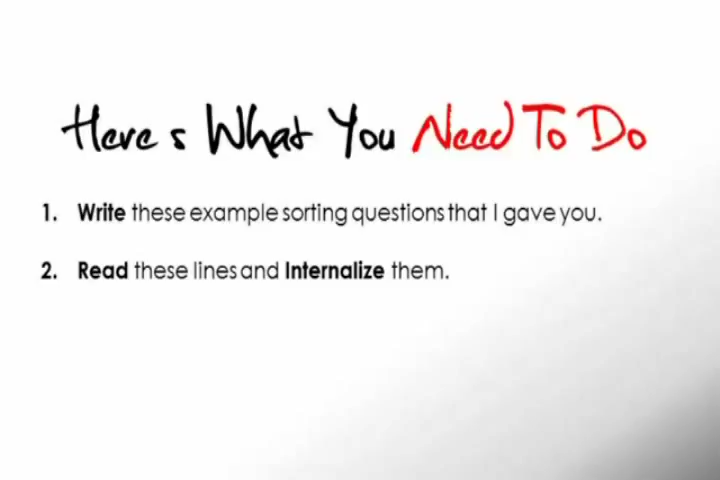 Here s What You Need To Do
1. Write these example sorting questions that I gave you.
2. Read these lines and Internalize them.